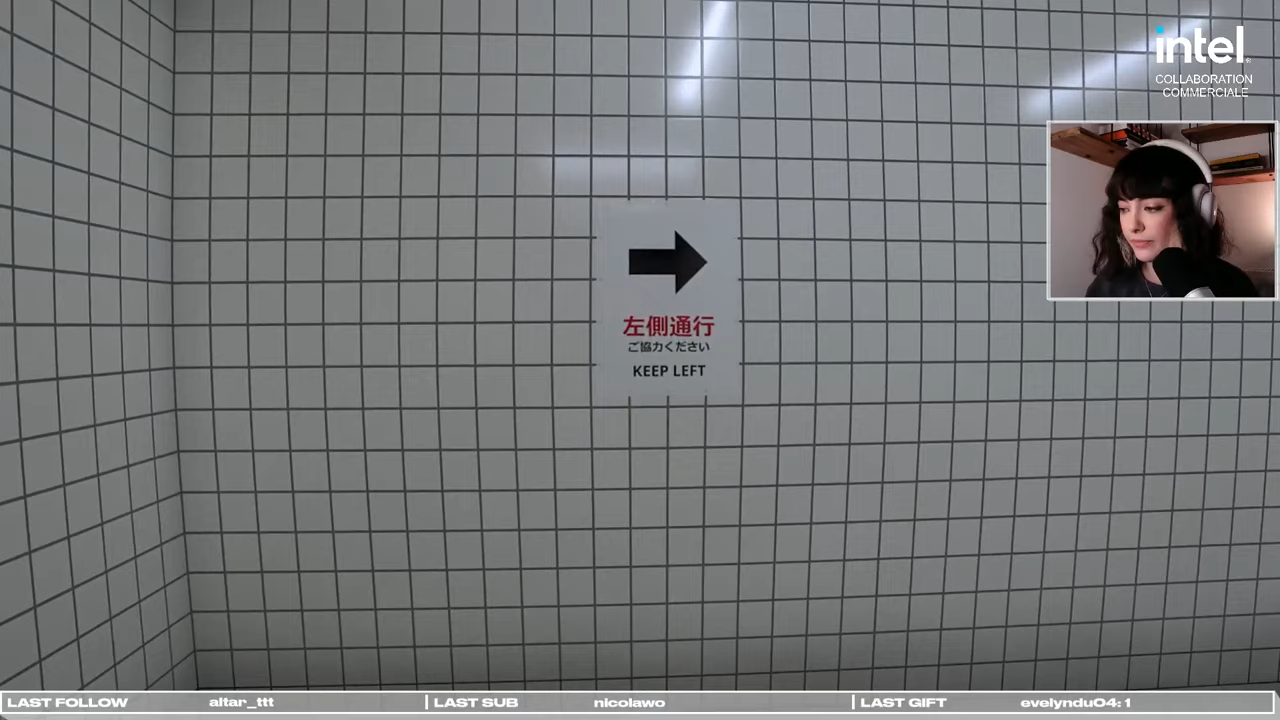 intel
COLLABORATION
COMMERCIALE
左側通行
ご協力ください
KEEP LEFT
LAST FOLLOW altar_ttt | LAST SUB nicolawo | LAST GIFT evelyndu04: 1